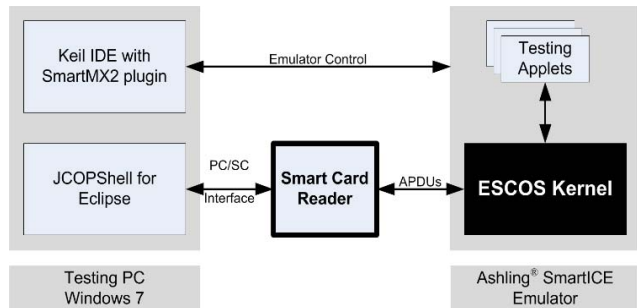 Keil IDE with
SmartMX2 plugin
Emulator Control
Testing
Applets
JCOPShell for
Eclipse
PC/SC
Interface
Smart Card
Reader
APDUs
ESCOS Kernel
Testing PC
Windows 7
Ashling® SmartICE
Emulator